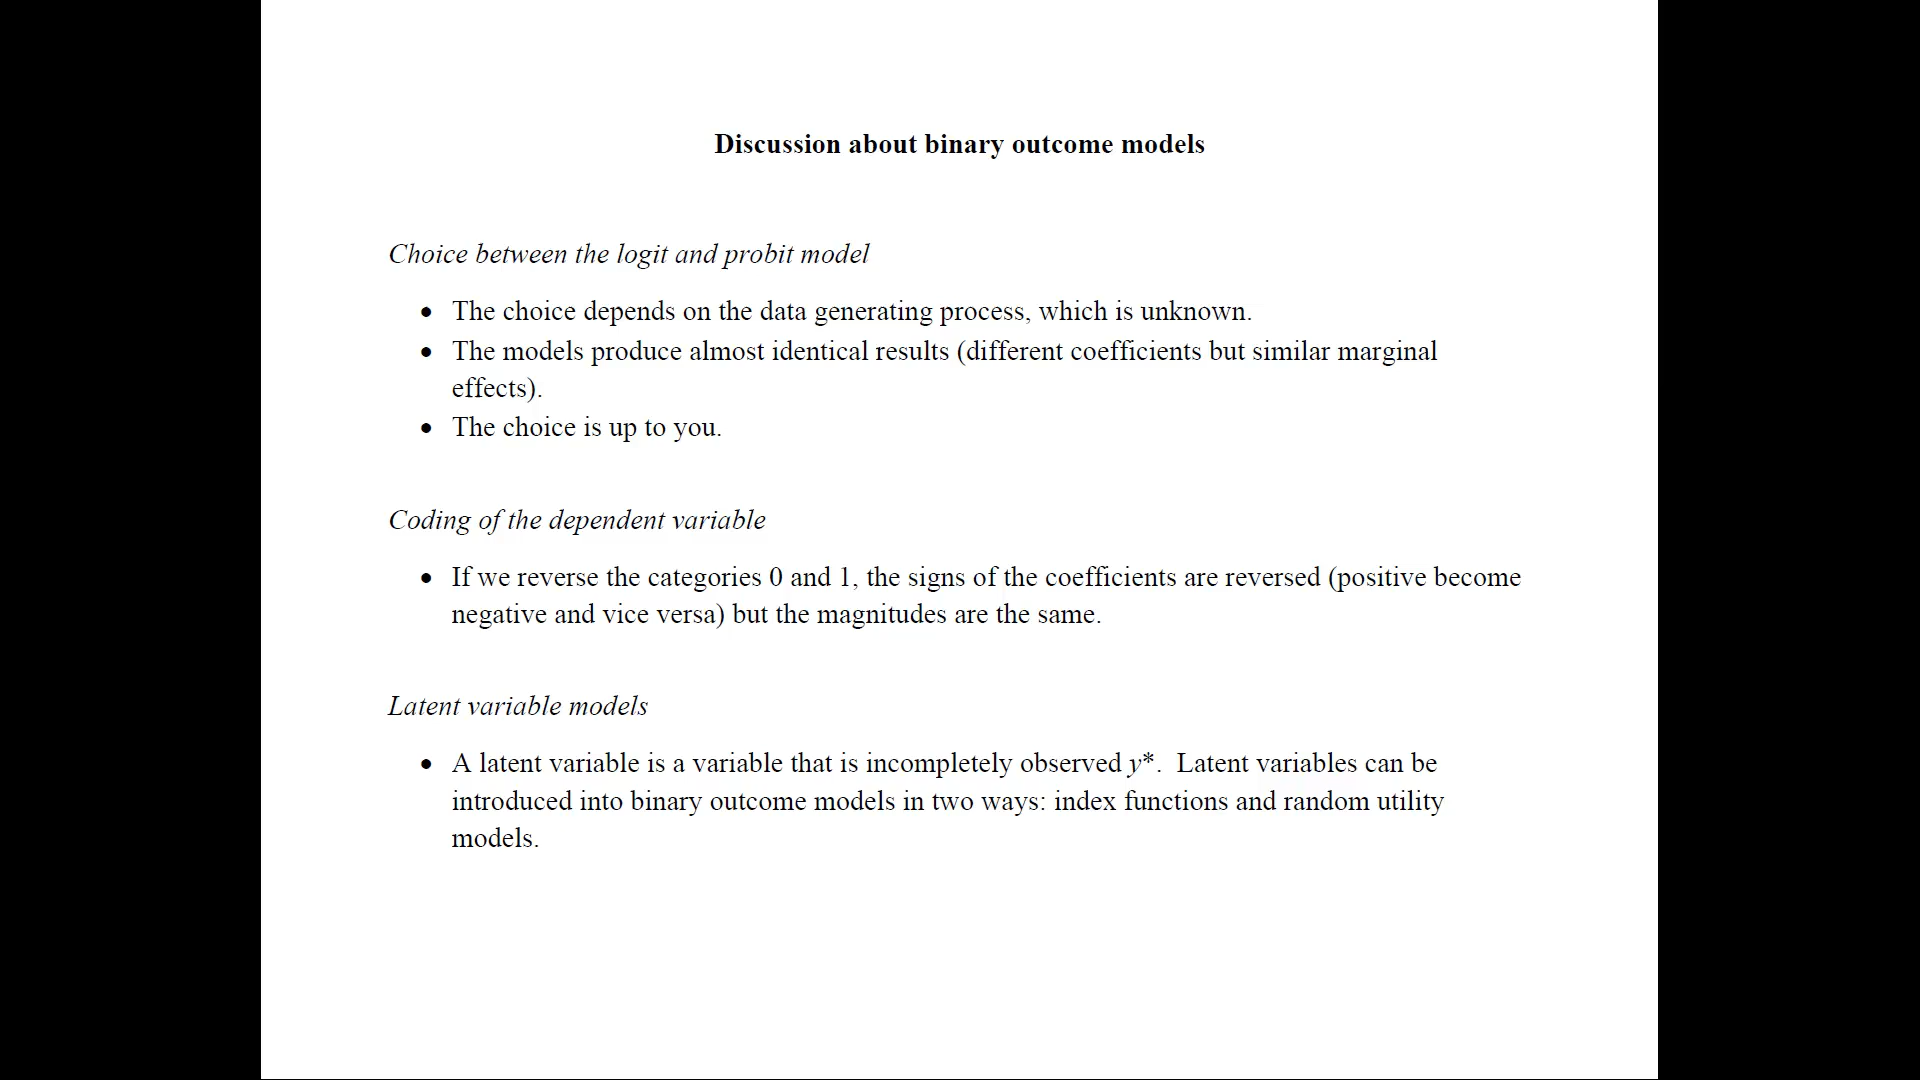 Discussion about binary outcome models
Choice between the logit and probit model
• The choice depends on the data generating process, which is unknown.
• The models produce almost identical results (different coefficients but similar marginal
effects).
• The choice is up to you.
Coding of the dependent variable
• If we reverse the categories 0 and 1, the signs of the coefficients are reversed (positive become
negative and vice versa) but the magnitudes are the same.
Latent variable models
• A latent variable is a variable that is incompletely observed y*.  Latent variables can be
introduced into binary outcome models in two ways: index functions and random utility
models.